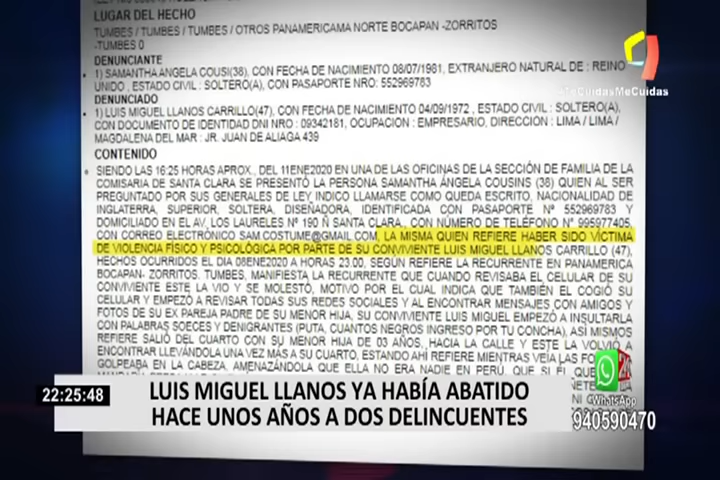 LUGAR DEL HECHO
TUMBES / TUMBES / TUMBES / OTROS PANAMERICAMA NORTE BOCAPAN -ZORRITOS
-TUMBES 0
DENUNCIANTE
1) SAMANTHA ANGELA COUSI(38), CON FECHA DE NACIMIENTO 08/07/1981, EXTRANJERO NATURAL DE : REINO
UNIDO , ESTADO CIVIL : SOLTERO(A), CON PASAPORTE NRO: 552969783
#TeCuidasMeCuidas
DENUNCIADO
1) LUIS MIGUEL LLANOS CARRILLO(47), CON FECHA DE NACIMIENTO 04/09/1972 , ESTADO CIVIL : SOLTERO(A),
CON DOCUMENTO DE IDENTIDAD DNI NRO : 09342181, OCUPACION : EMPRESARIO, DIRECCION : LIMA / LIMA /
MAGDALENA DEL MAR : JR. JUAN DE ALIAGA 439
CONTENIDO
SIENDO LAS 16:25 HORAS APROX., DEL 11ENE2020 EN UNA DE LAS OFICINAS DE LA SECCIÓN DE FAMILIA DE LA
COMISARIA DE SANTA CLARA SE PRESENTÓ LA PERSONA SAMANTHA ÁNGELA COUSINS (38) QUIEN AL SER
PREGUNTADO POR SUS GENERALES DE LEY INDICO LLAMARSE COMO QUEDA ESCRITO, NACIONALIDAD DE
INGLATERRA, SUPERIOR, SOLTERA, DISEÑADORA, IDENTIFICADA CON PASAPORTE Nº 552969783 Y
DOMICILIADO EN EL AV, LOS LAURELES Nº 190 Ñ SANTA CLARA, CON NÚMERO DE TELÉFONO Nº 995977405,
CON CORREO ELECTRÓNICO SAM.COSTUME@GMAIL.COM, LA MISMA QUIEN REFIERE HABER SIDO VÍCTIMA
DE VIOLENCIA FÍSICO Y PSICOLÓGICA POR PARTE DE SU CONVIVIENTE LUIS MIGUEL LLANOS CARRILLO (47),
HECHOS OCURRIDOS EL DIA 08ENE2020 A HORAS 23.00, SEGÚN REFIERE LA RECURRENTE EN PANAMERICA
BOCAPAN- ZORRITOS. TUMBES, MANIFIESTA LA RECURRENTE QUE CUANDO REVISABA EL CELULAR DE SU
CONVIVIENTE ESTE LA VIO Y SE MOLESTÓ, MOTIVO POR EL CUAL INDICA QUE TAMBIÉN EL COGIÓ SU
CELULAR Y EMPEZÓ A REVISAR TODAS SUS REDES SOCIALES Y AL ENCONTRAR MENSAJES CON AMIGOS Y
FOTOS DE SU EX PAREJA PADRE DE SU MENOR HIJA, SU CONVIVIENTE LUIS MIGUEL EMPEZÓ A INSULTARLA
CON PALABRAS SOECES Y DENIGRANTES (PUTA, CUANTOS NEGROS INGRESO POR TU CONCHA), ASÍ MISMOS
REFIERE SALIÓ DEL CUARTO CON SU MENOR HIJA DE 03 AÑOS, HACIA LA CALLE Y ESTE LA VOLVIÓ A
ENCONTRAR LLEVÁNDOLA UNA VEZ MAS A SU CUARTO, ESTANDO AHÍ REFIERE MIENTRAS VEÍA LAS
GOLPEABA EN LA CABEZA, AMENAZÁNDOLA QUE NO ERA BIENVENIDA EN PERÚ, QUE SI ÉL QUE
22:25:48
LUIS MIGUEL LLANOS YA HABÍA ABATIDO
HACE UNOS AÑOS A DOS DELINCUENTES
24
WhatsApp
940590470